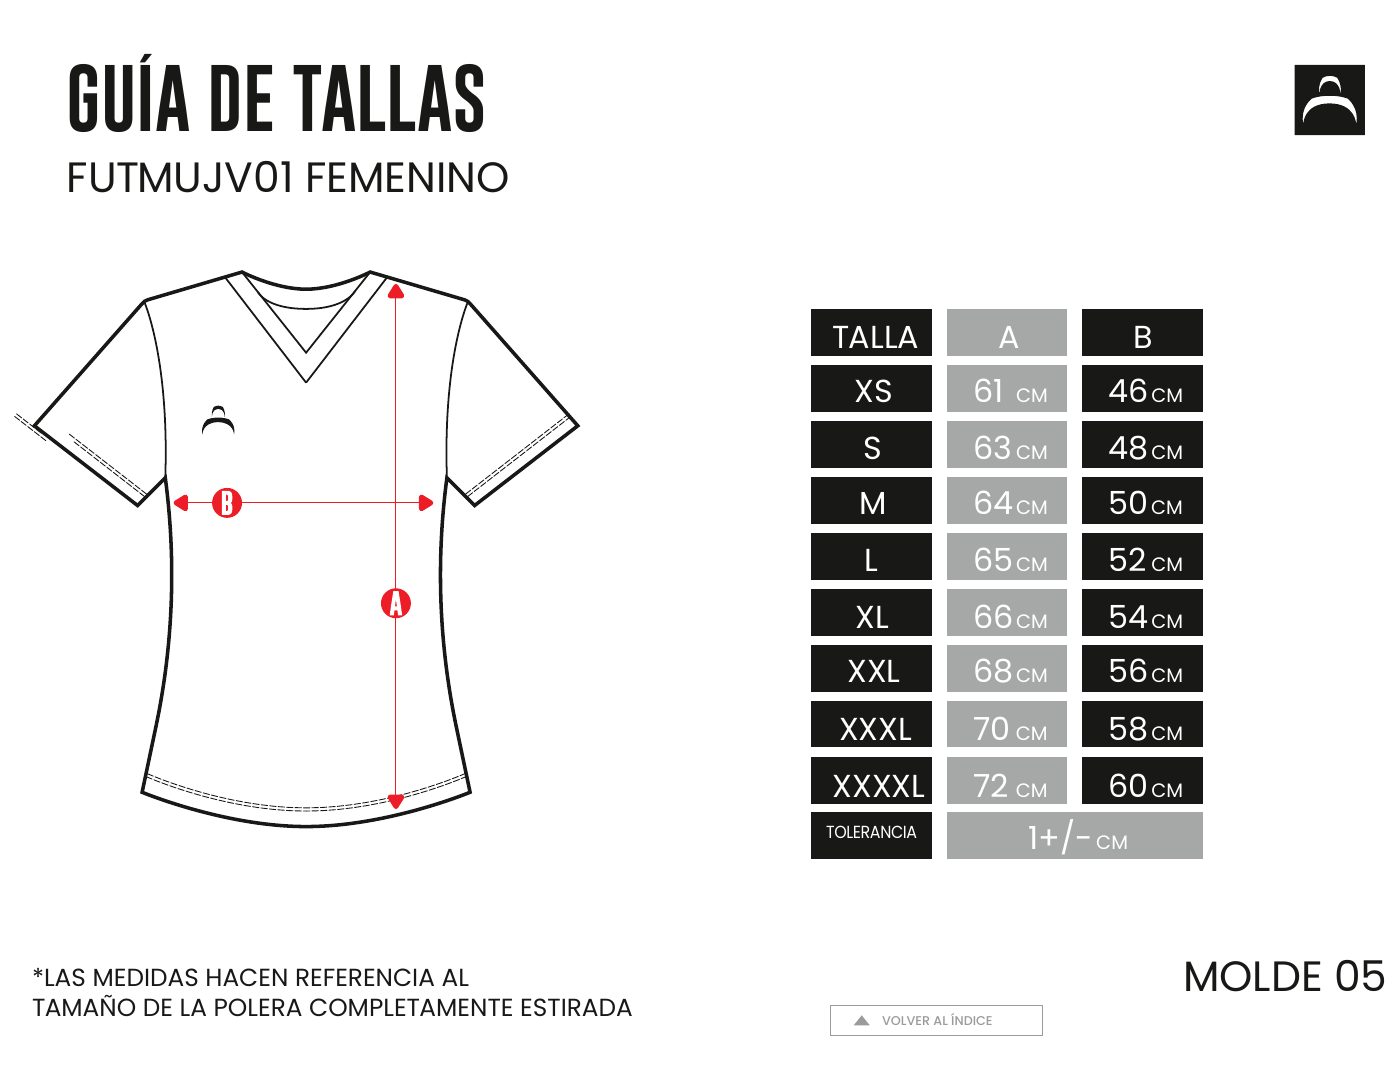 GUÍA DE TALLAS
FUTMUJV01 FEMENINO
B
A
TALLA A B
XS 61 CM 46 CM
S 63 CM 48 CM
M 64 CM 50 CM
L 65 CM 52 CM
XL 66 CM 54 CM
XXL 68 CM 56 CM
XXXL 70 CM 58 CM
XXXXL 72 CM 60 CM
TOLERANCIA 1+/- CM
*LAS MEDIDAS HACEN REFERENCIA AL
TAMAÑO DE LA POLERA COMPLETAMENTE ESTIRADA
MOLDE 05
VOLVER AL ÍNDICE